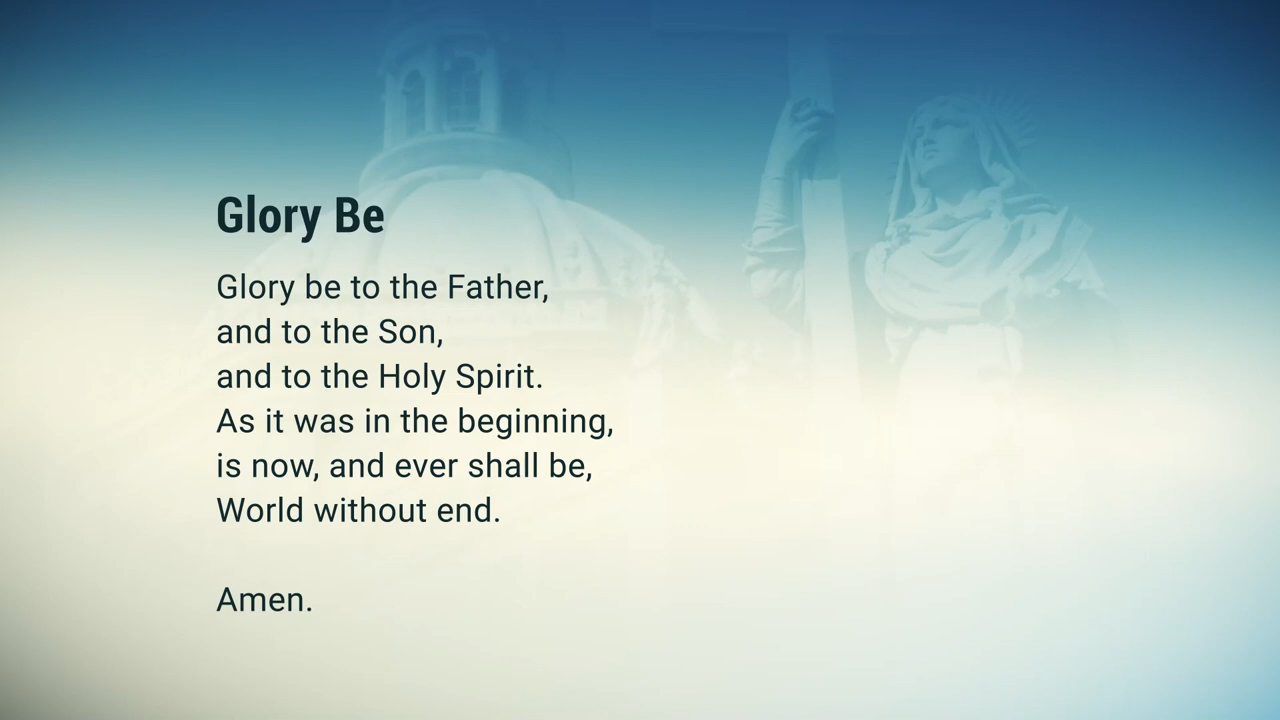 Glory Be
Glory be to the Father,
and to the Son,
and to the Holy Spirit.
As it was in the beginning,
is now, and ever shall be,
World without end.
Amen.